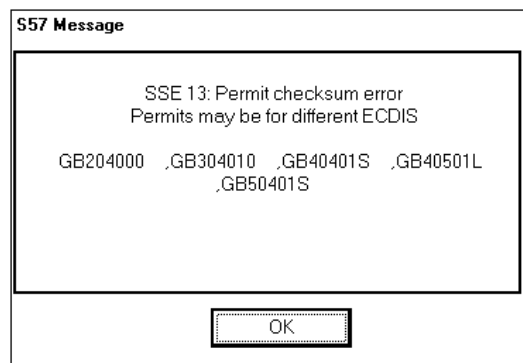 S57 Message
SSE 13: Permit checksum error
Permits may be for different ECDIS
GB204000 ,GB304010 ,GB40401S ,GB40501L
,GB50401S
OK